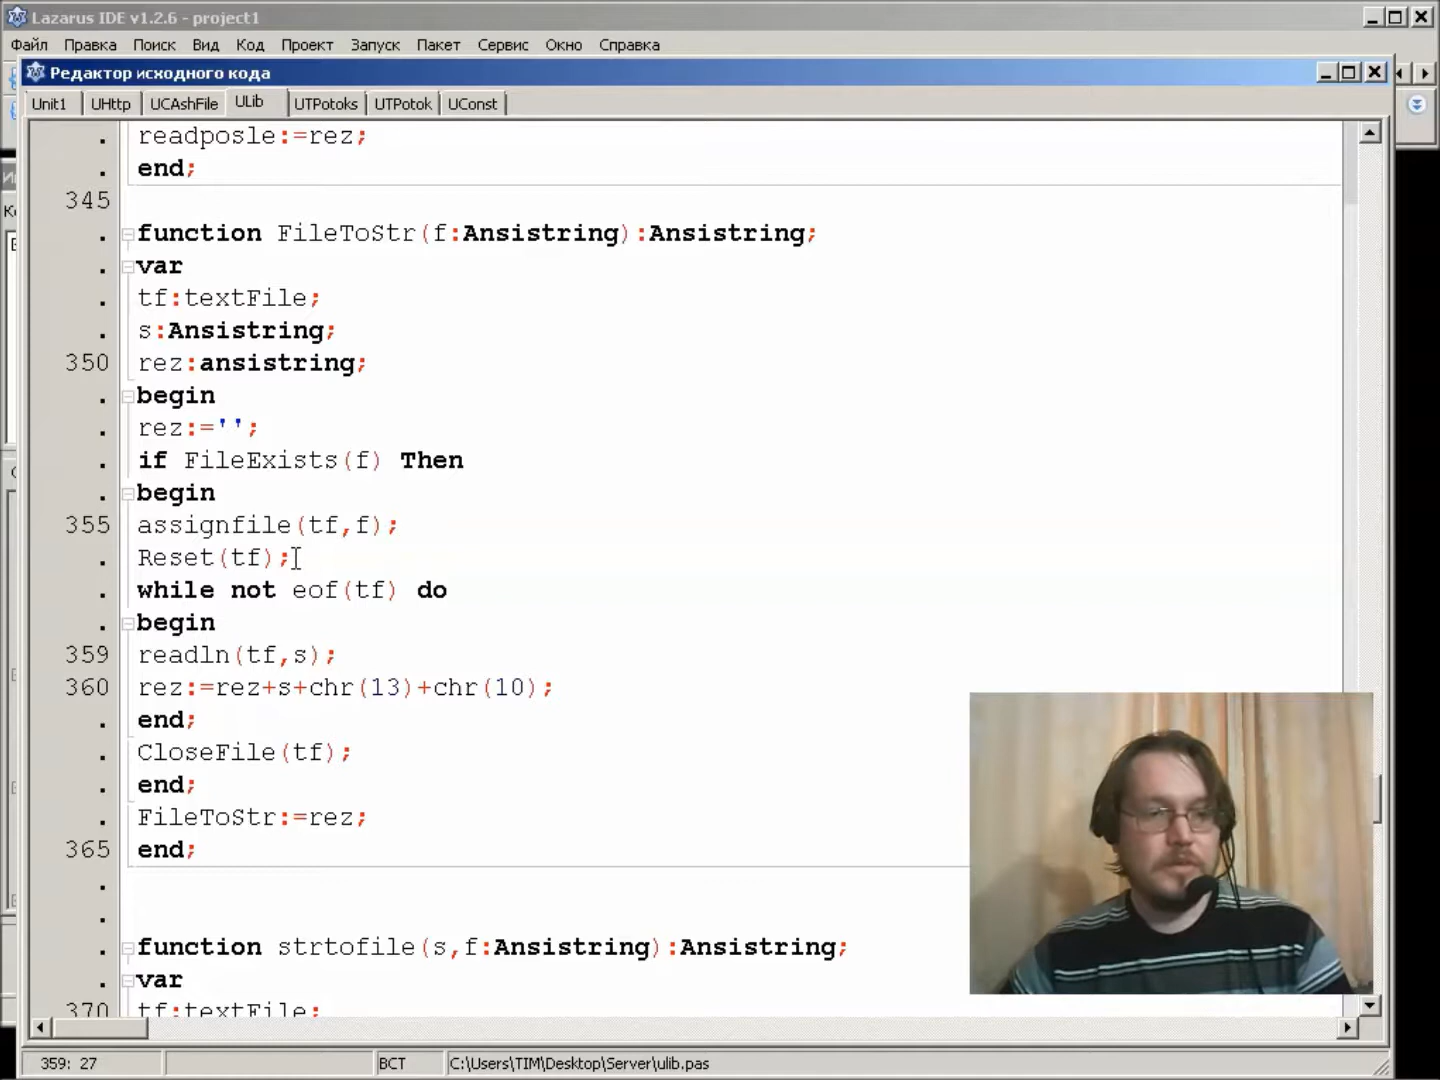 Lazarus IDE v1.2.6 - project1
Файл Правка Поиск Вид Код Проект Запуск Пакет Сервис Окно Справка
Редактор исходного кода
Unit1 UHttp UCAshFile ULib UTPotoks UTPotok UConst
. readposle:=rez;
. end;
345
. function FileToStr(f:Ansistring):Ansistring;
. var
. tf:textFile;
. s:Ansistring;
350 rez:ansistring;
. begin
. rez:='';
. if FileExists(f) Then
. begin
355 assignfile(tf,f);
. Reset(tf);
. while not eof(tf) do
. begin
359 readln(tf,s);
360 rez:=rez+s+chr(13)+chr(10);
. end;
. CloseFile(tf);
. end;
. FileToStr:=rez;
365 end;
.
.
. function strtofile(s,f:Ansistring):Ansistring;
. var
370 tf:textFile;
359: 27 ВСТ C:\Users\TIM\Desktop\Server\ulib.pas